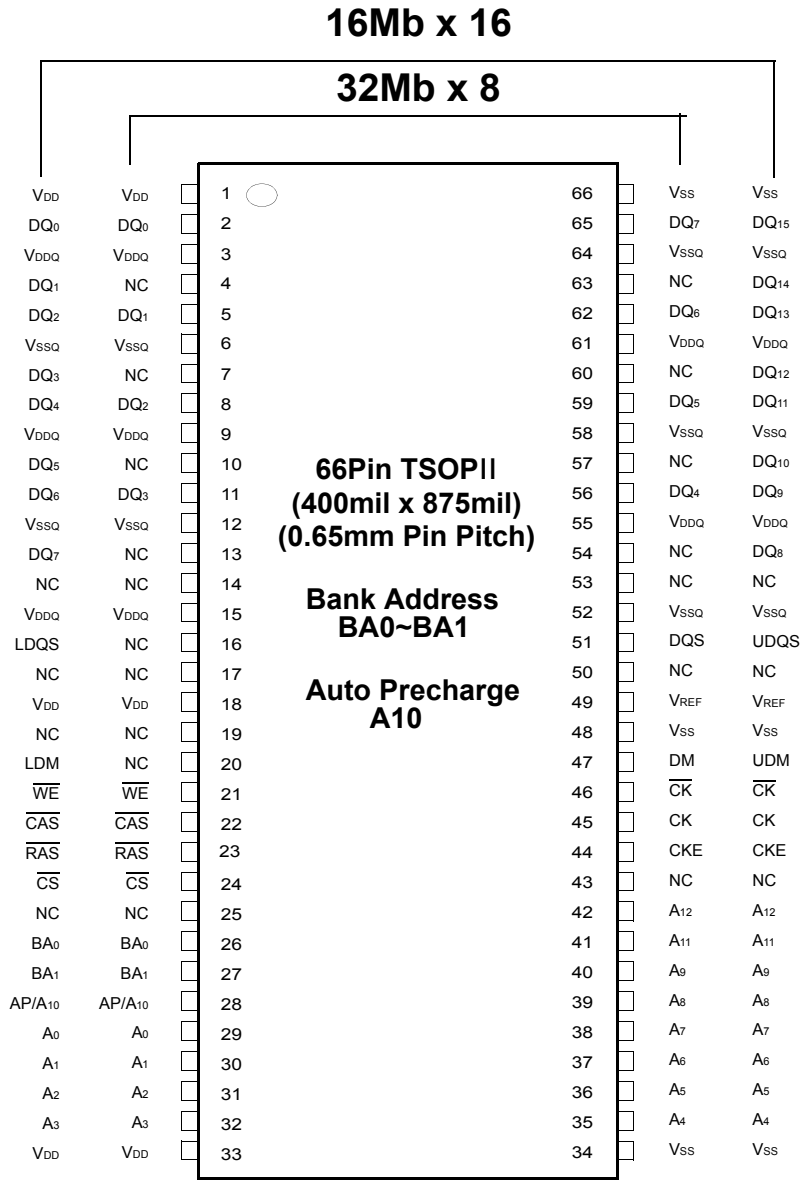 16Mb x 16
32Mb x 8
VDD VDD 1 66 VSS VSS
DQ0 DQ0 2 65 DQ7 DQ15
VDDQ VDDQ 3 64 VSSQ VSSQ
DQ1 NC 4 63 NC DQ14
DQ2 DQ1 5 62 DQ6 DQ13
VSSQ VSSQ 6 61 VDDQ VDDQ
DQ3 NC 7 60 NC DQ12
DQ4 DQ2 8 59 DQ5 DQ11
VDDQ VDDQ 9 58 VSSQ VSSQ
DQ5 NC 10 57 NC DQ10
DQ6 DQ3 11 56 DQ4 DQ9
VSSQ VSSQ 12 55 VDDQ VDDQ
DQ7 NC 13 54 NC DQ8
NC NC 14 53 NC NC
VDDQ VDDQ 15 52 VSSQ VSSQ
LDQS NC 16 51 DQS UDQS
NC NC 17 50 NC NC
VDD VDD 18 49 VREF VREF
NC NC 19 48 VSS VSS
LDM NC 20 47 DM UDM
W̅E̅ W̅E̅ 21 46 C̅K̅ C̅K̅
C̅A̅S̅ C̅A̅S̅ 22 45 CK CK
R̅A̅S̅ R̅A̅S̅ 23 44 CKE CKE
C̅S̅ C̅S̅ 24 43 NC NC
NC NC 25 42 A12 A12
BA0 BA0 26 41 A11 A11
BA1 BA1 27 40 A9 A9
AP/A10 AP/A10 28 39 A8 A8
A0 A0 29 38 A7 A7
A1 A1 30 37 A6 A6
A2 A2 31 36 A5 A5
A3 A3 32 35 A4 A4
VDD VDD 33 34 VSS VSS
66Pin TSOPII
(400mil x 875mil)
(0.65mm Pin Pitch)
Bank Address
BA0~BA1
Auto Precharge
A10